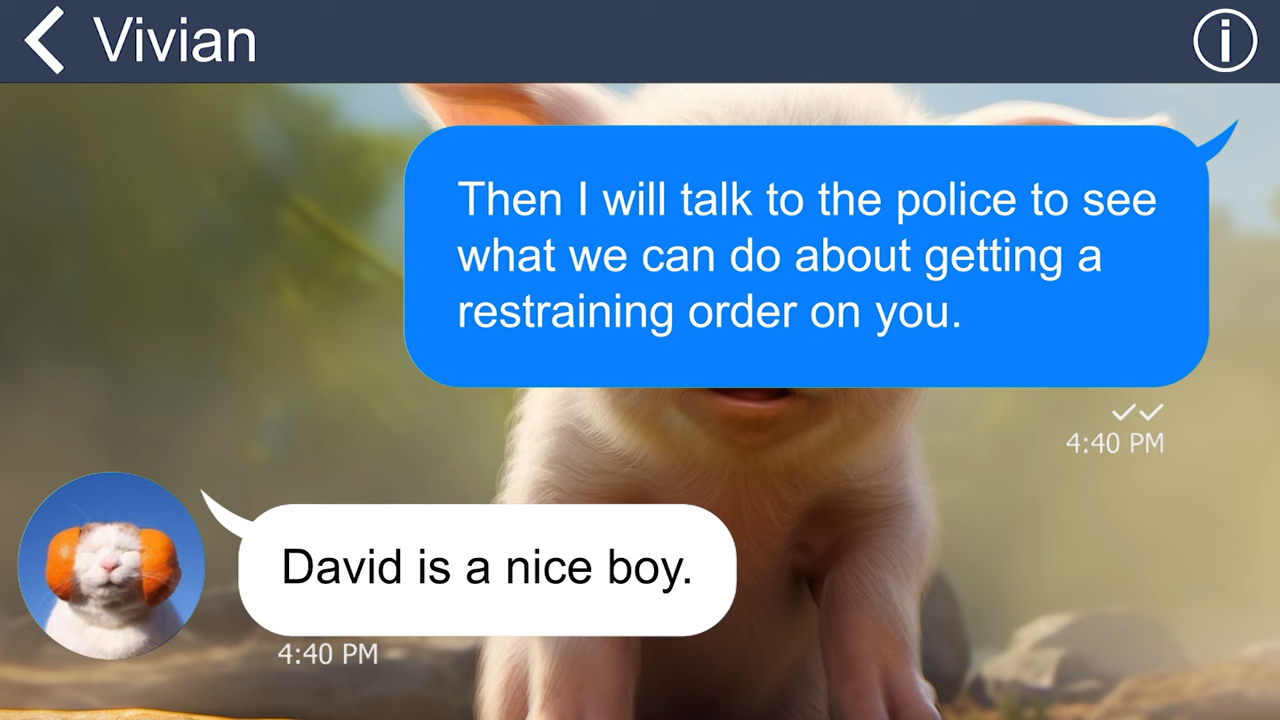 Vivian
Then I will talk to the police to see
what we can do about getting a
restraining order on you.
4:40 PM
David is a nice boy.
4:40 PM